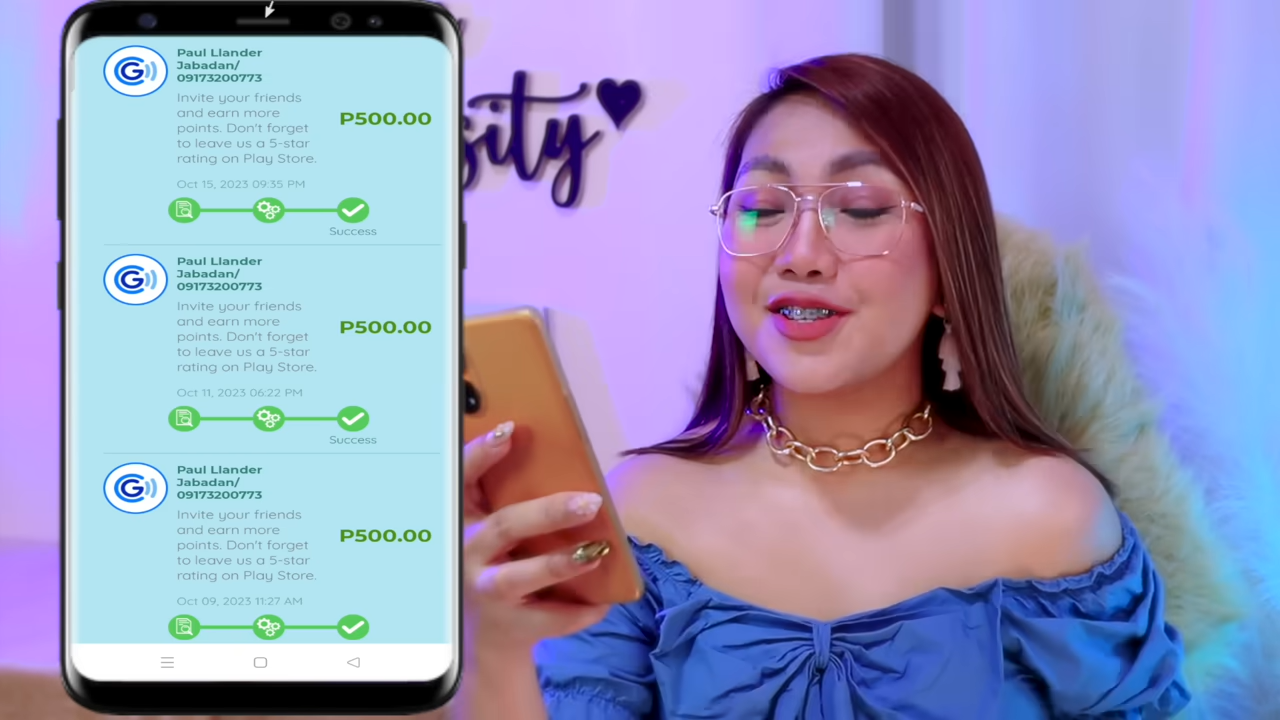 Paul Llander
Jabadan/
09173200773
Invite your friends
and earn more
points. Don't forget
to leave us a 5-star
rating on Play Store.
P500.00
Oct 15, 2023 09:35 PM
Success
Paul Llander
Jabadan/
09173200773
Invite your friends
and earn more
points. Don't forget
to leave us a 5-star
rating on Play Store.
P500.00
Oct 11, 2023 06:22 PM
Success
Paul Llander
Jabadan/
09173200773
Invite your friends
and earn more
points. Don't forget
to leave us a 5-star
rating on Play Store.
P500.00
Oct 09, 2023 11:27 AM
G
G
G
sity